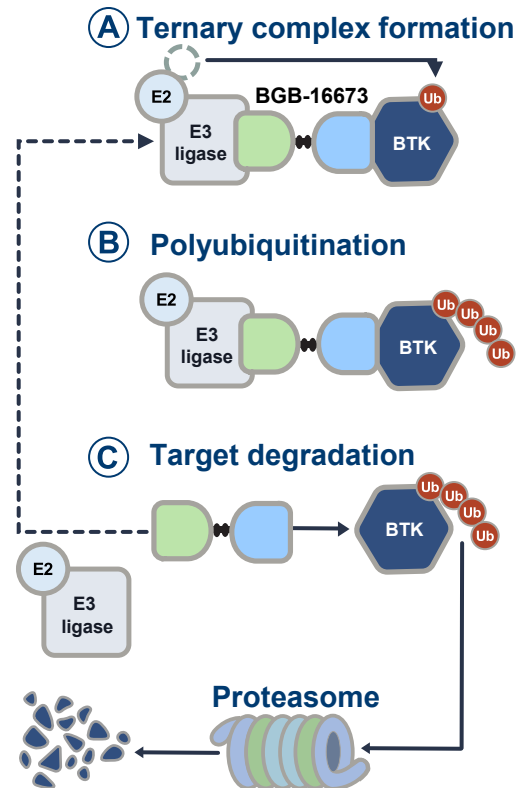 A Ternary complex formation
E2
BGB-16673
Ub
E3
ligase
BTK
B Polyubiquitination
E2
Ub
Ub
Ub
Ub
E3
ligase
BTK
C Target degradation
Ub
Ub
Ub
Ub
BTK
E2
E3
ligase
Proteasome